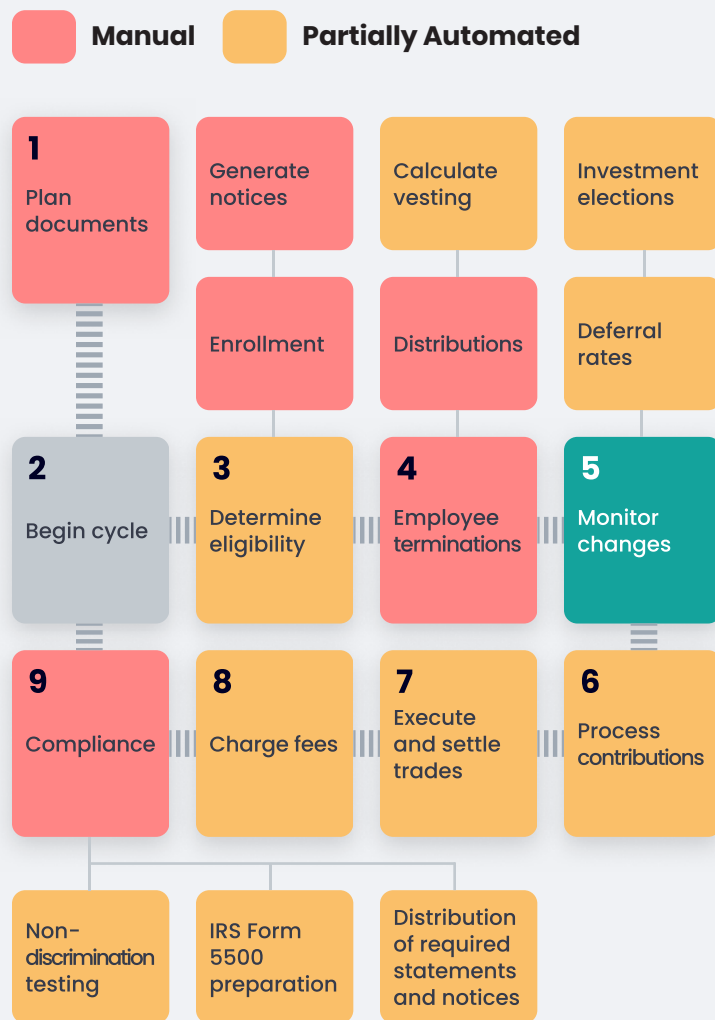 Manual
Partially Automated
1
Plan
documents
Generate
notices
Calculate
vesting
Investment
elections
Enrollment
Distributions
Deferral
rates
2
Begin cycle
3
Determine
eligibility
4
Employee
terminations
5
Monitor
changes
9
Compliance
8
Charge fees
7
Execute
and settle
trades
6
Process
contributions
Non-
discrimination
testing
IRS Form
5500
preparation
Distribution
of required
statements
and notices